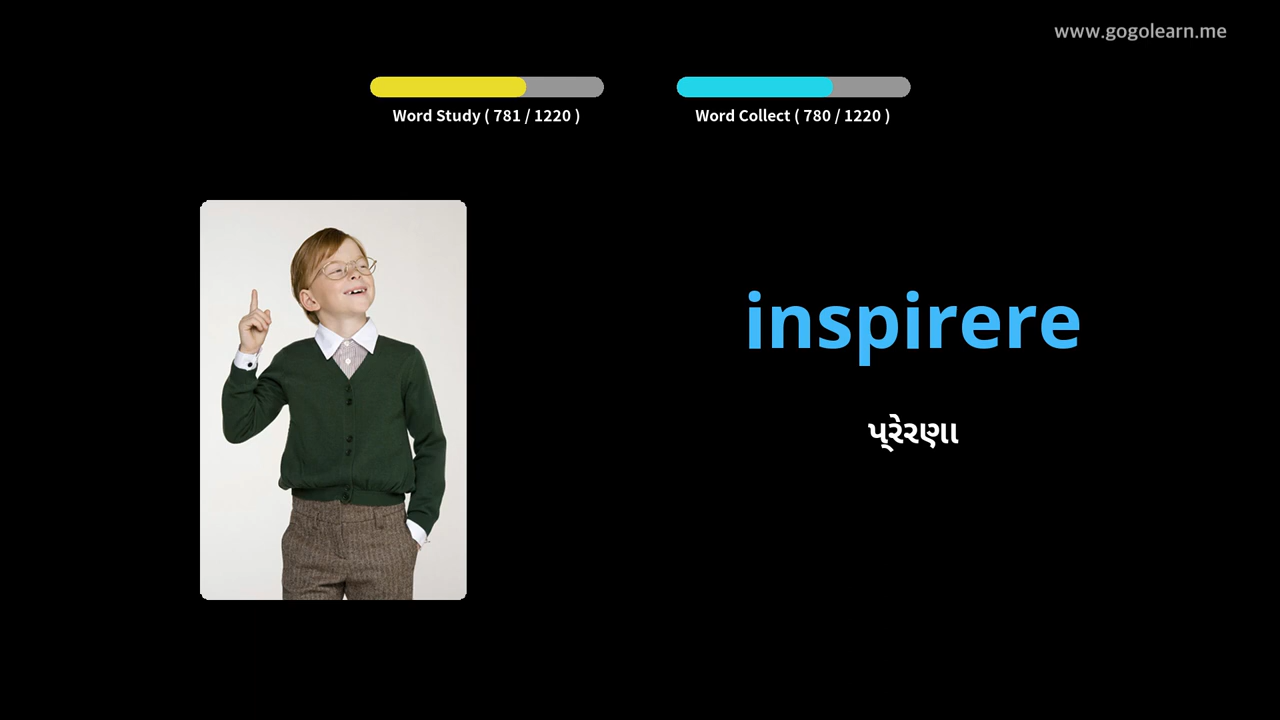 www.gogolearn.me
Word Study ( 781 / 1220 )
Word Collect ( 780 / 1220 )
inspirere
પ્રેરણા